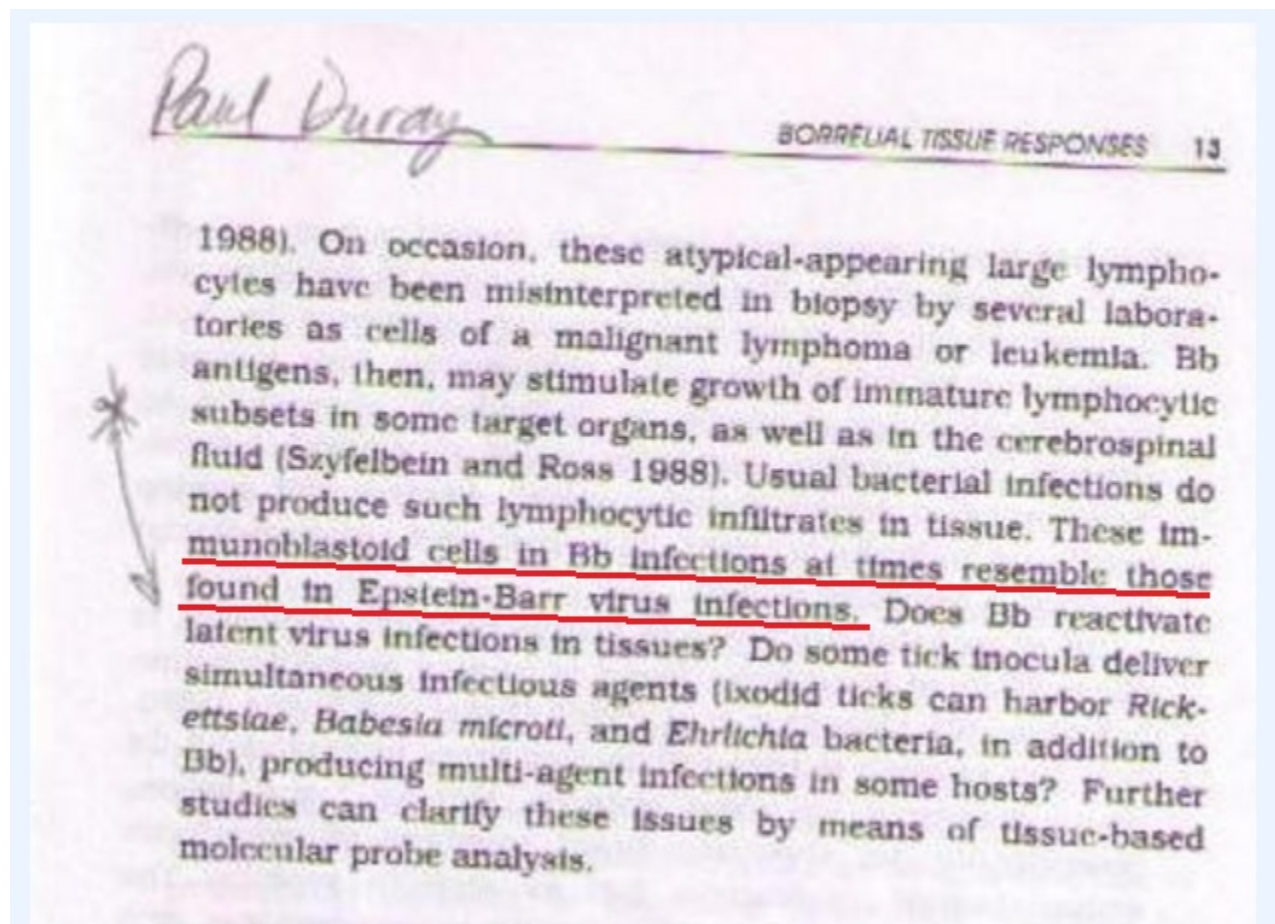 Paul Duray
BORRELIAL TISSUE RESPONSES 13
1988). On occasion, these atypical-appearing large lympho-
cytes have been misinterpreted in biopsy by several labora-
tories as cells of a malignant lymphoma or leukemia. Bb
antigens, then, may stimulate growth of immature lymphocytic
subsets in some target organs, as well as in the cerebrospinal
fluid (Szyfelbein and Ross 1988). Usual bacterial infections do
not produce such lymphocytic infiltrates in tissue. These im-
munoblastoid cells in Bb infections at times resemble those
found in Epstein-Barr virus infections. Does Bb reactivate
latent virus infections in tissues? Do some tick inocula deliver
simultaneous infectious agents (ixodid ticks can harbor Rick-
ettsiae, Babesia microti, and Ehrlichia bacteria, in addition to
Bb), producing multi-agent infections in some hosts? Further
studies can clarify these issues by means of tissue-based
molecular probe analysis.